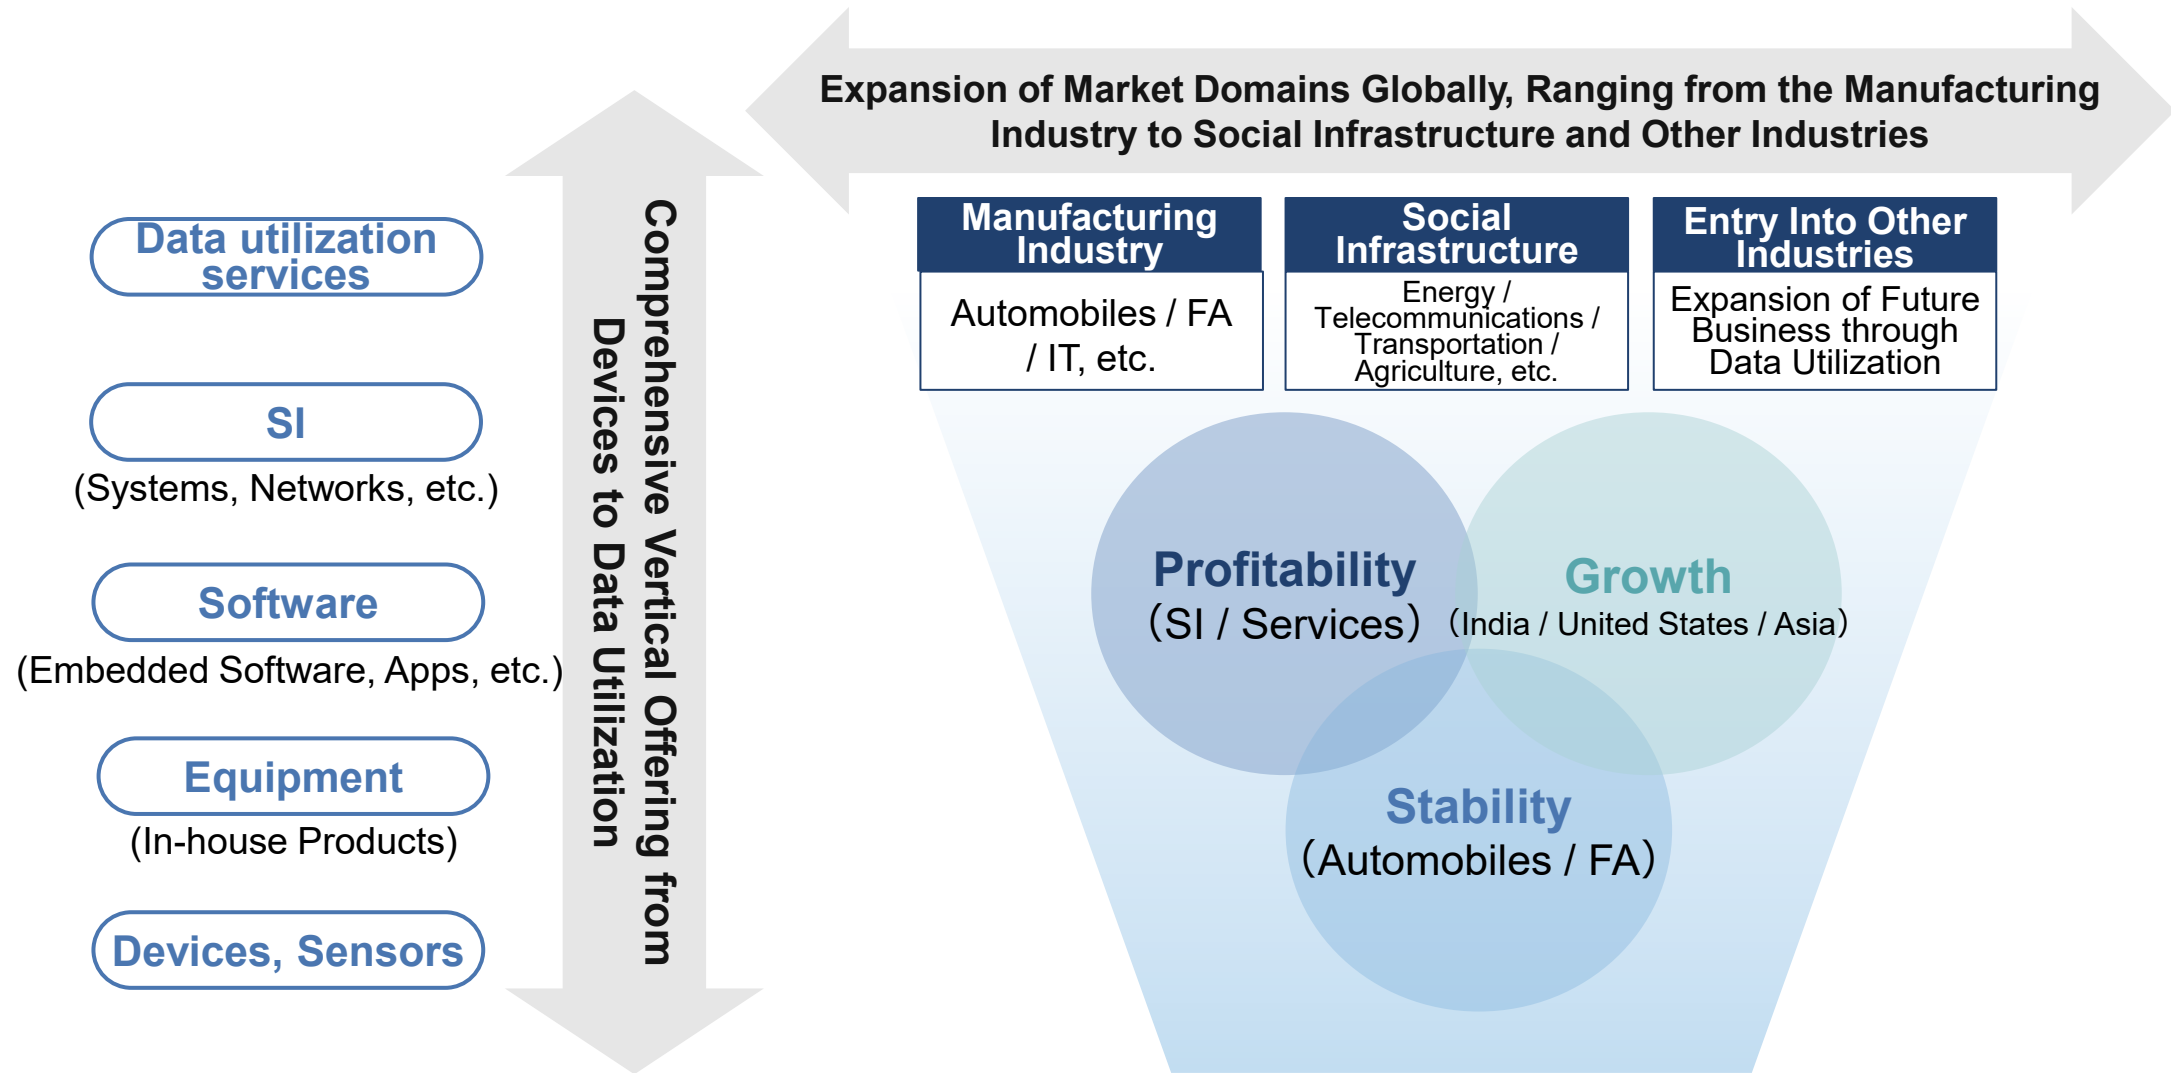 Expansion of Market Domains Globally, Ranging from the Manufacturing
Industry to Social Infrastructure and Other Industries
Data utilization
services
SI
(Systems, Networks, etc.)
Software
(Embedded Software, Apps, etc.)
Equipment
(In-house Products)
Devices, Sensors
Comprehensive Vertical Offering from
Devices to Data Utilization
Manufacturing
Industry
Automobiles / FA
/ IT, etc.
Social
Infrastructure
Energy /
Telecommunications /
Transportation /
Agriculture, etc.
Entry Into Other
Industries
Expansion of Future
Business through
Data Utilization
Profitability
（SI / Services）
Growth
（India / United States / Asia）
Stability
（Automobiles / FA）